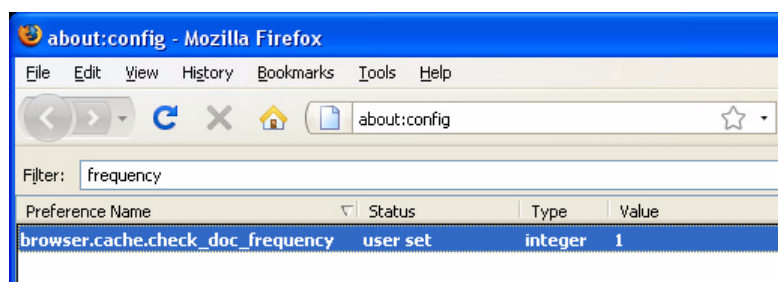 about:config - Mozilla Firefox
File Edit View History Bookmarks Tools Help
about:config
Filter: frequency
Preference Name Status Type Value
browser.cache.check_doc_frequency user set integer 1